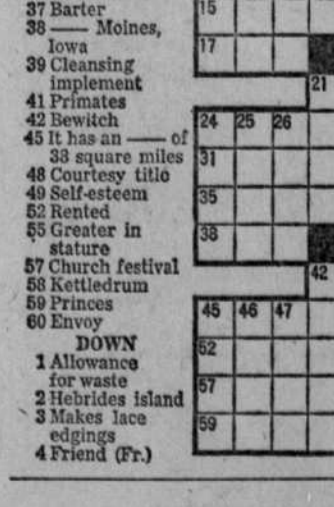 37 Barter
38 —— Moines,
Iowa
39 Cleansing
implement
41 Primates
42 Bewitch
45 It has an —— of
33 square miles
48 Courtesy title
49 Self-esteem
52 Rented
55 Greater in
stature
57 Church festival
58 Kettledrum
59 Princes
60 Envoy
DOWN
1 Allowance
for waste
2 Hebrides island
3 Makes lace
edgings
4 Friend (Fr.)
15
17
21
24 25 26
31
35
38
42
45 46 47
52
57
59